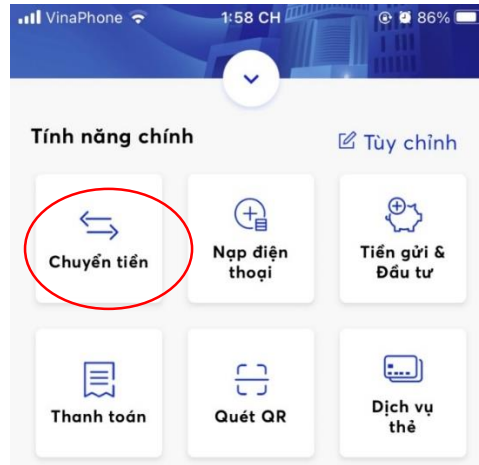 VinaPhone 1:58 CH 86%
Tính năng chính Tùy chỉnh
Chuyển tiền
Nạp điện
thoại
Tiền gửi &
Đầu tư
Thanh toán
Quét QR
Dịch vụ
thẻ